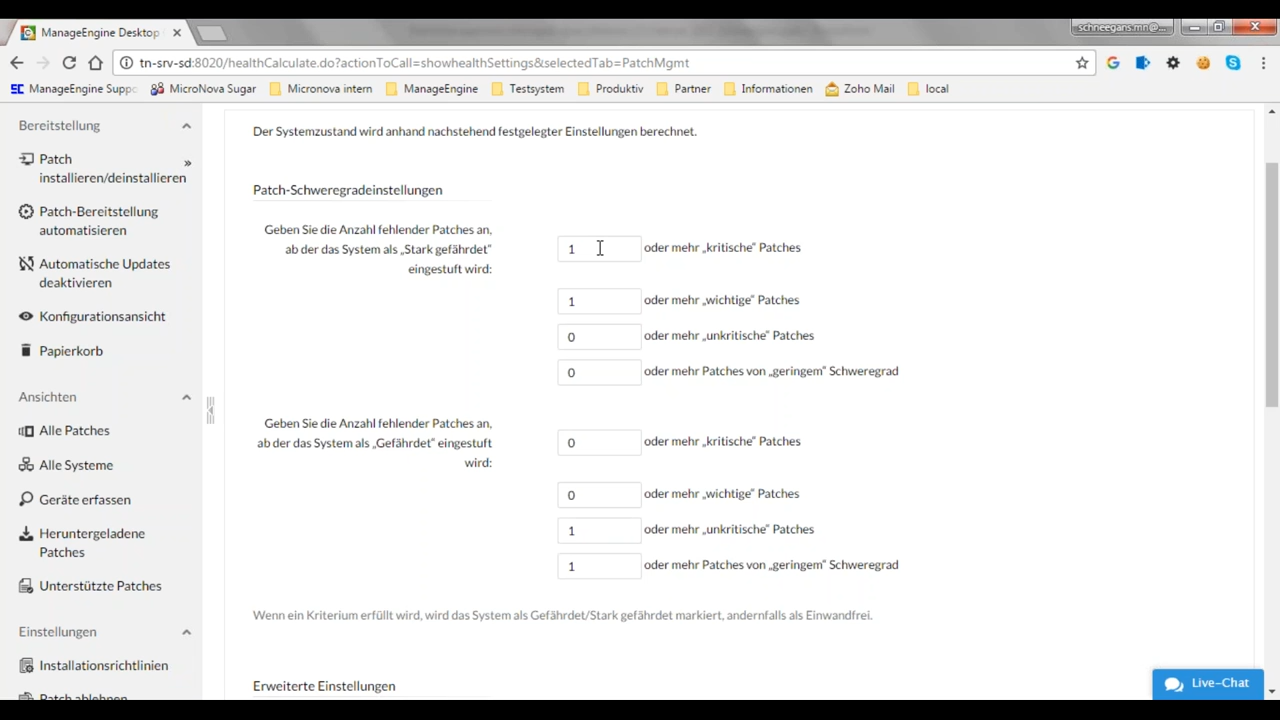 ManageEngine Desktop
schneegans.mn@...
tn-srv-sd:8020/healthCalculate.do?actionToCall=showhealthSettings&selectedTab=PatchMgmt
ManageEngine Suppo
MicroNova Sugar
Micronova intern
ManageEngine
Testsystem
Produktiv
Partner
Informationen
Zoho Mail
local
Bereitstellung
Patch
installieren/deinstallieren
Patch-Bereitstellung
automatisieren
Automatische Updates
deaktivieren
Konfigurationsansicht
Papierkorb
Ansichten
Alle Patches
Alle Systeme
Geräte erfassen
Heruntergeladene
Patches
Unterstützte Patches
Einstellungen
Installationsrichtlinien
Patch ablehnen
Der Systemzustand wird anhand nachstehend festgelegter Einstellungen berechnet.
Patch-Schweregradeinstellungen
Geben Sie die Anzahl fehlender Patches an,
ab der das System als „Stark gefährdet“
eingestuft wird:
1 oder mehr „kritische“ Patches
1 oder mehr „wichtige“ Patches
0 oder mehr „unkritische“ Patches
0 oder mehr Patches von „geringem“ Schweregrad
Geben Sie die Anzahl fehlender Patches an,
ab der das System als „Gefährdet“ eingestuft
wird:
0 oder mehr „kritische“ Patches
0 oder mehr „wichtige“ Patches
1 oder mehr „unkritische“ Patches
1 oder mehr Patches von „geringem“ Schweregrad
Wenn ein Kriterium erfüllt wird, wird das System als Gefährdet/Stark gefährdet markiert, andernfalls als Einwandfrei.
Erweiterte Einstellungen
Live-Chat